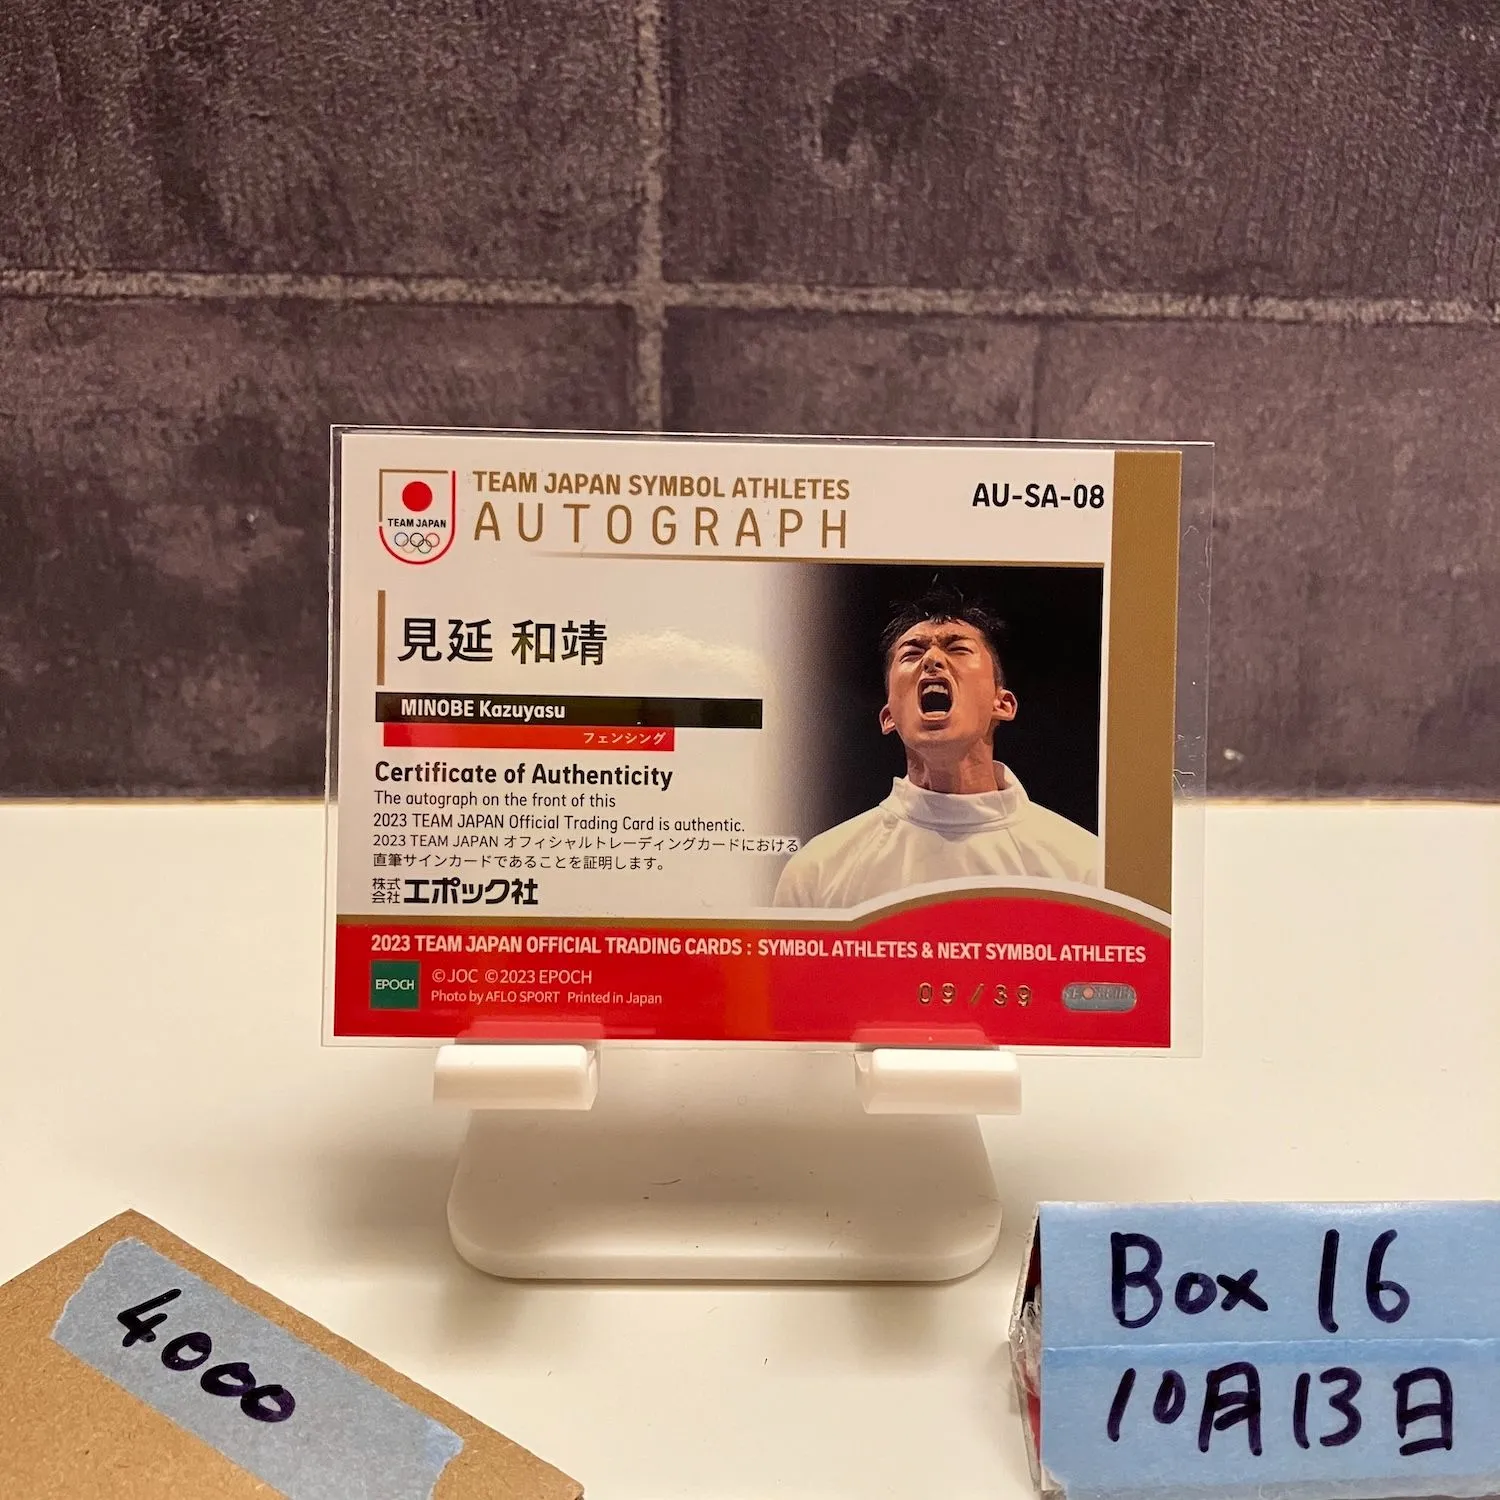 TEAM JAPAN
TEAM JAPAN SYMBOL ATHLETES
AUTOGRAPH
AU-SA-08
見延 和靖
MINOBE Kazuyasu
フェンシング
Certificate of Authenticity
The autograph on the front of this
2023 TEAM JAPAN Official Trading Card is authentic.
2023 TEAM JAPAN オフィシャルトレーディングカードにおける
直筆サインカードであることを証明します。
株式会社エポック社
2023 TEAM JAPAN OFFICIAL TRADING CARDS : SYMBOL ATHLETES & NEXT SYMBOL ATHLETES
EPOCH
©JOC ©2023 EPOCH
Photo by AFLO SPORT Printed in Japan
09/39
4000
Box 16
10月13日